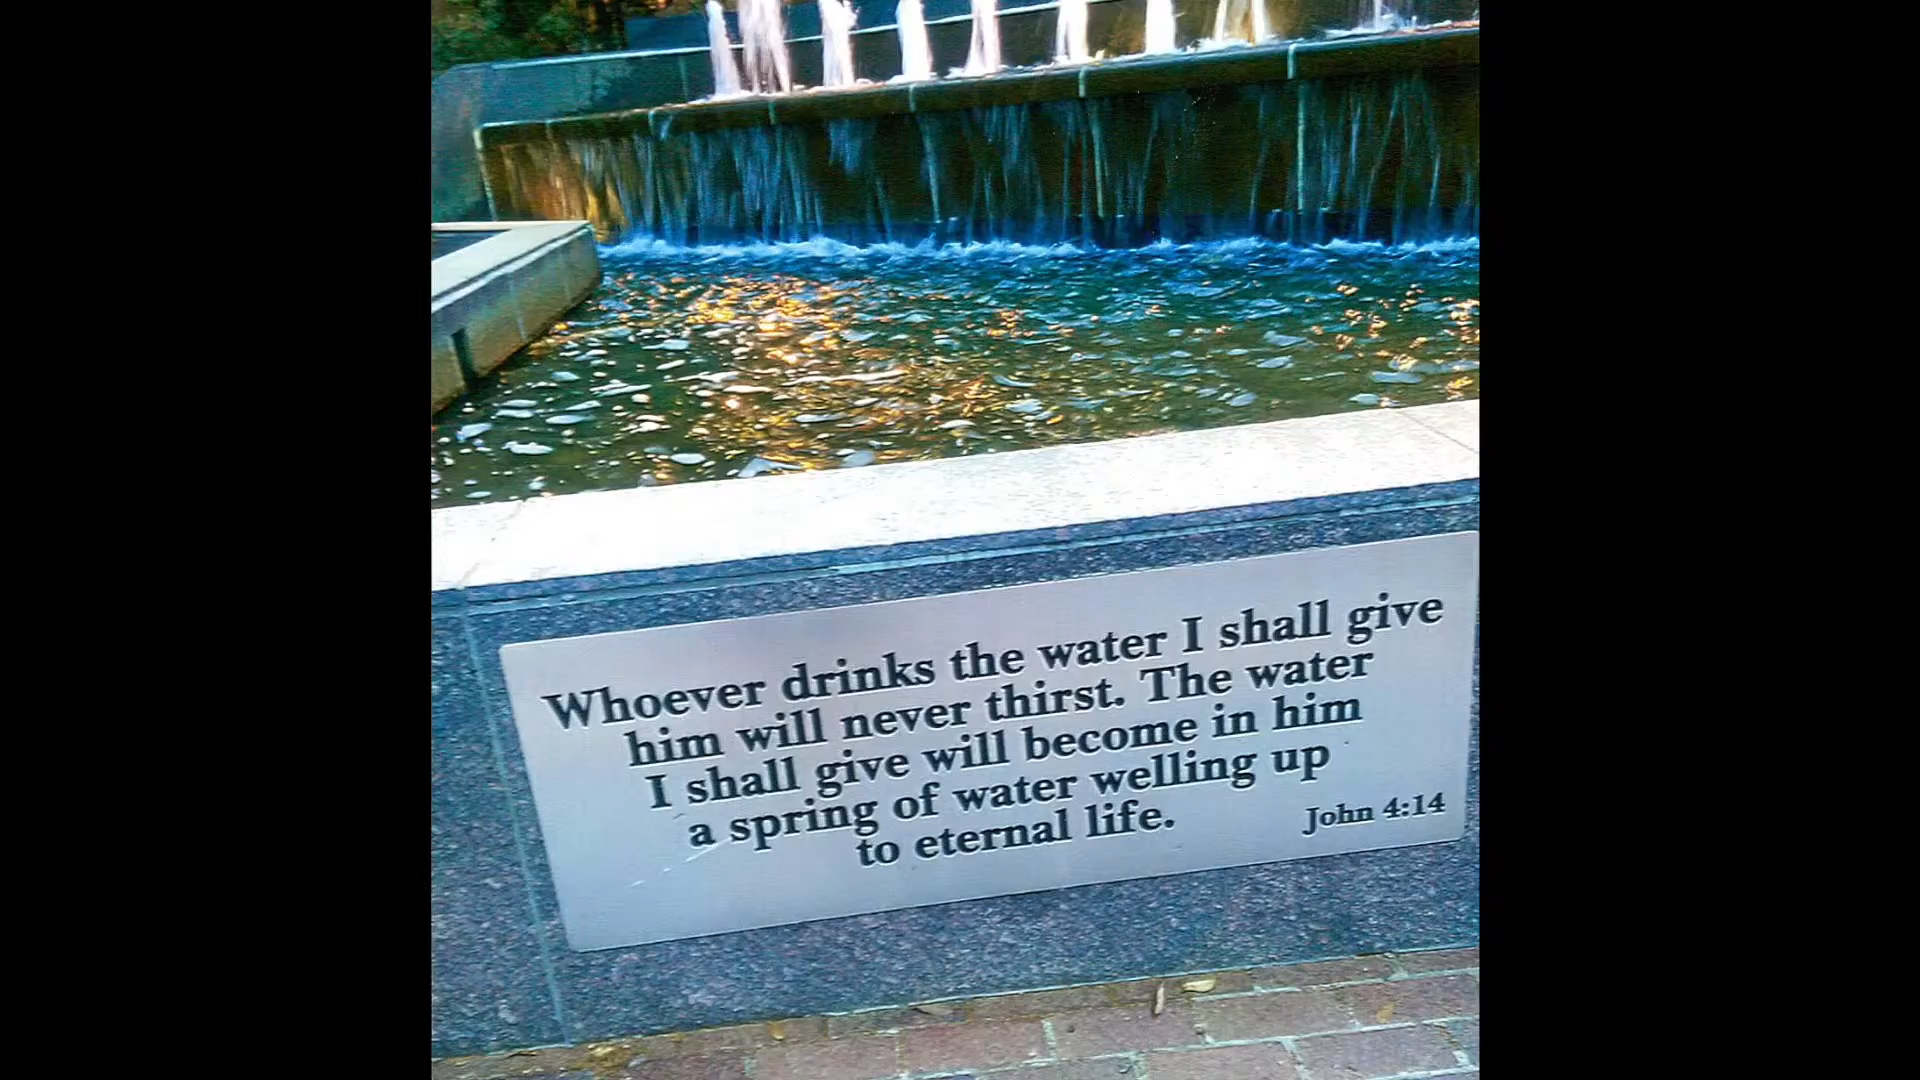 Whoever drinks the water I shall give
him will never thirst. The water
I shall give will become in him
a spring of water welling up
to eternal life.
John 4:14